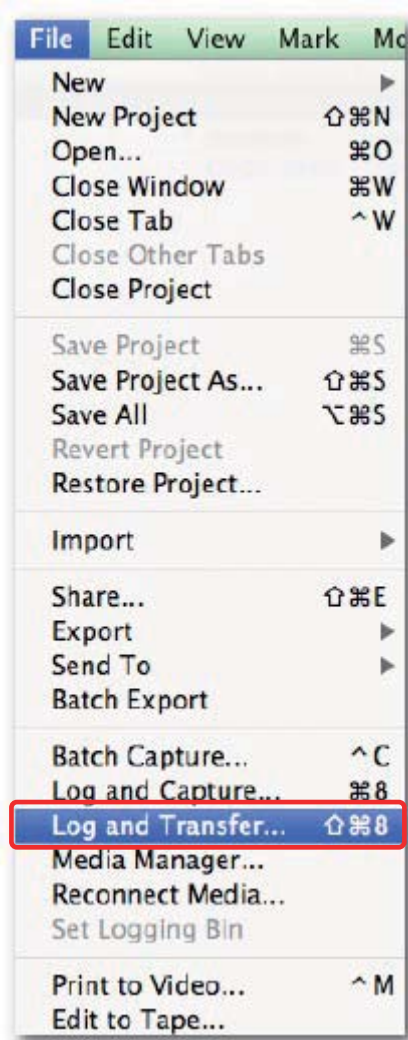 File Edit View Mark Mo
New ▶
New Project ⇧⌘N
Open... ⌘O
Close Window ⌘W
Close Tab ^W
Close Other Tabs
Close Project
Save Project ⌘S
Save Project As... ⇧⌘S
Save All ⌥⌘S
Revert Project
Restore Project...
Import ▶
Share... ⇧⌘E
Export ▶
Send To ▶
Batch Export
Batch Capture... ^C
Log and Capture... ⌘8
Log and Transfer... ⇧⌘8
Media Manager...
Reconnect Media...
Set Logging Bin
Print to Video... ^M
Edit to Tape...